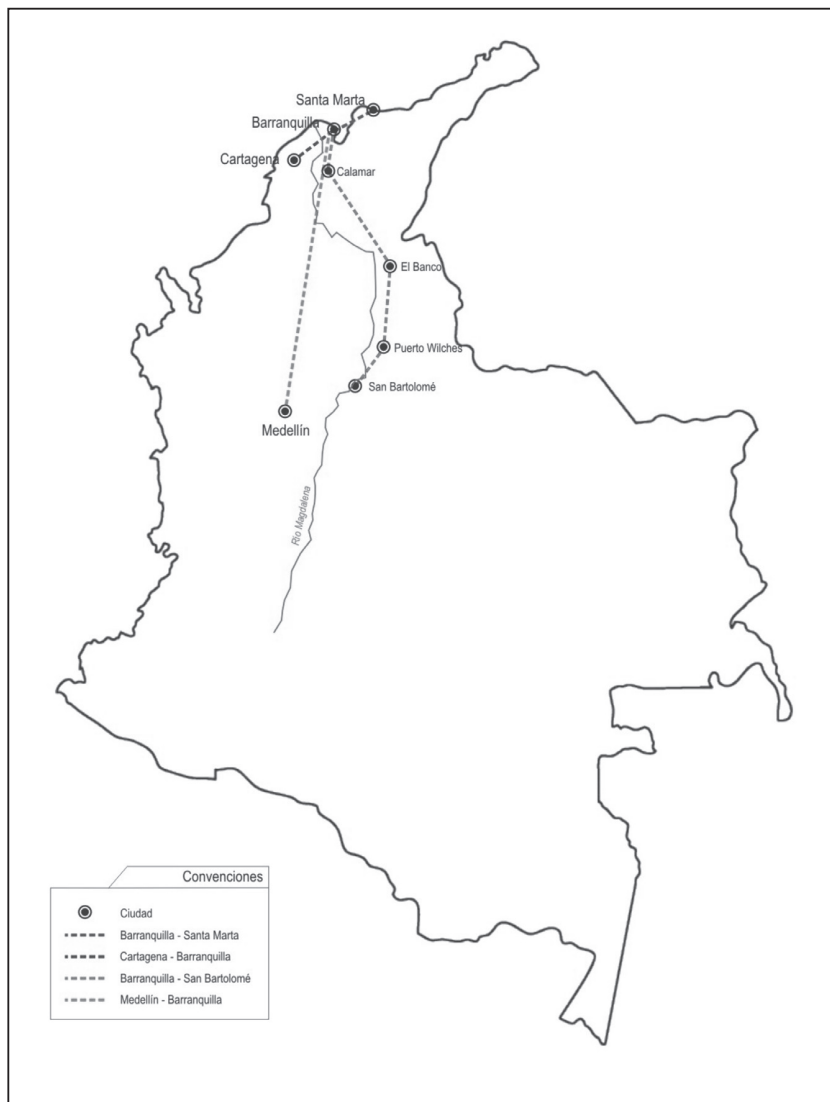 Santa Marta
Barranquilla
Cartagena
Calamar
El Banco
Puerto Wilches
San Bartolomé
Medellín
Río Magdalena
Convenciones
Ciudad
Barranquilla - Santa Marta
Cartagena - Barranquilla
Barranquilla - San Bartolomé
Medellín - Barranquilla